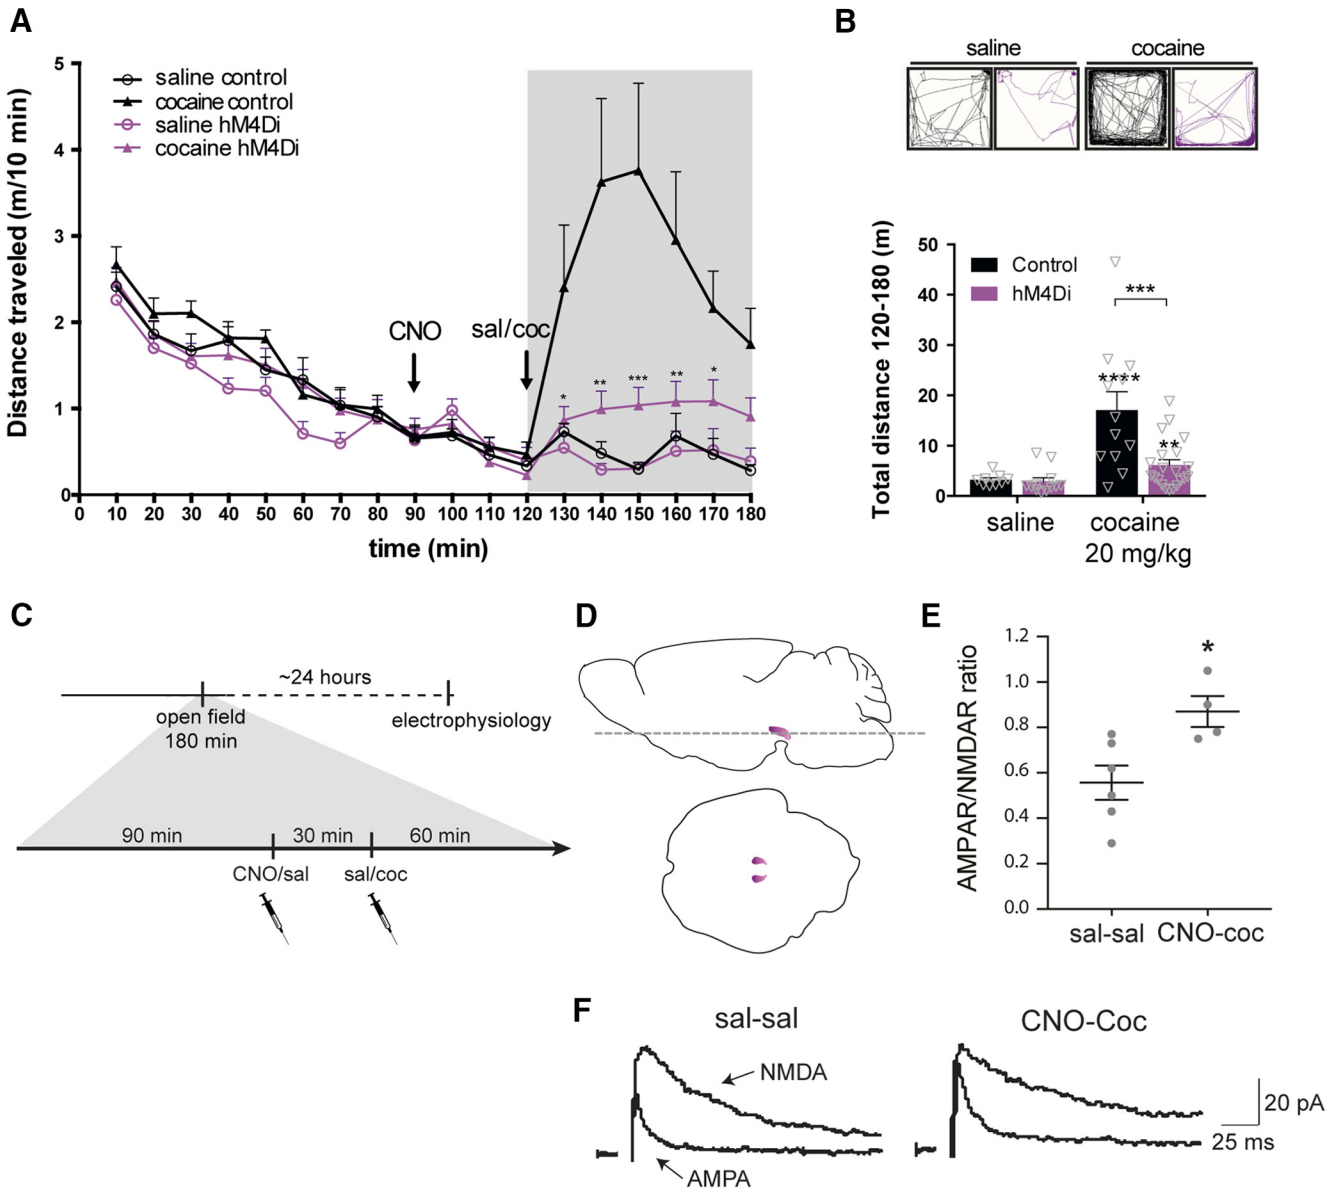 A
Distance traveled (m/10 min)
5
4
3
2
1
0
saline control
cocaine control
saline hM4Di
cocaine hM4Di
CNO
sal/coc
* ** *** ** *
0 10 20 30 40 50 60 70 80 90 100 110 120 130 140 150 160 170 180
time (min)
B
saline cocaine
Total distance 120-180 (m)
50
40
30
20
10
0
Control
hM4Di
***
****
**
saline cocaine
20 mg/kg
C
~24 hours
open field
180 min
electrophysiology
90 min 30 min 60 min
CNO/sal sal/coc
D
E
AMPAR/NMDAR ratio
1.2
1.0
0.8
0.6
0.4
0.2
0.0
*
sal-sal CNO-coc
F
sal-sal CNO-Coc
NMDA
AMPA
20 pA
25 ms